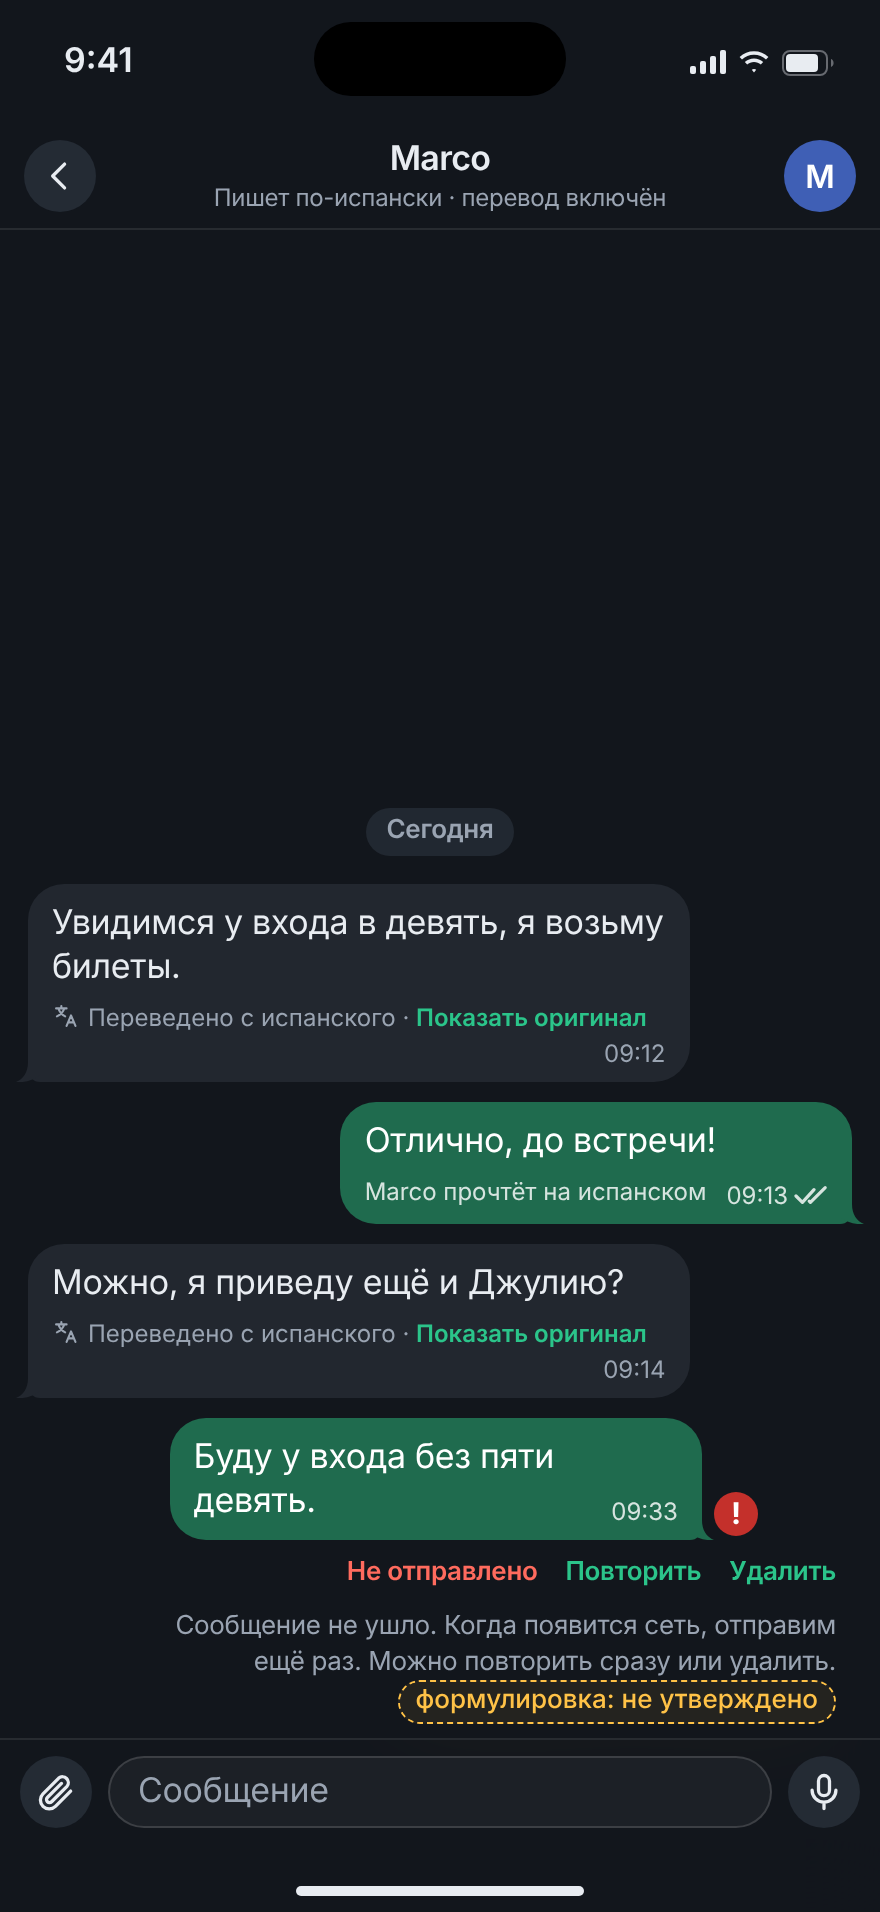 9:41
Marco
Пишет по-испански · перевод включён
M
Сегодня
Увидимся у входа в девять, я возьму
билеты.
Переведено с испанского · Показать оригинал
09:12
Отлично, до встречи!
Marco прочтёт на испанском 09:13
Можно, я приведу ещё и Джулию?
Переведено с испанского · Показать оригинал
09:14
Буду у входа без пяти
девять. 09:33
!
Не отправлено Повторить Удалить
Сообщение не ушло. Когда появится сеть, отправим
ещё раз. Можно повторить сразу или удалить.
формулировка: не утверждено
Сообщение